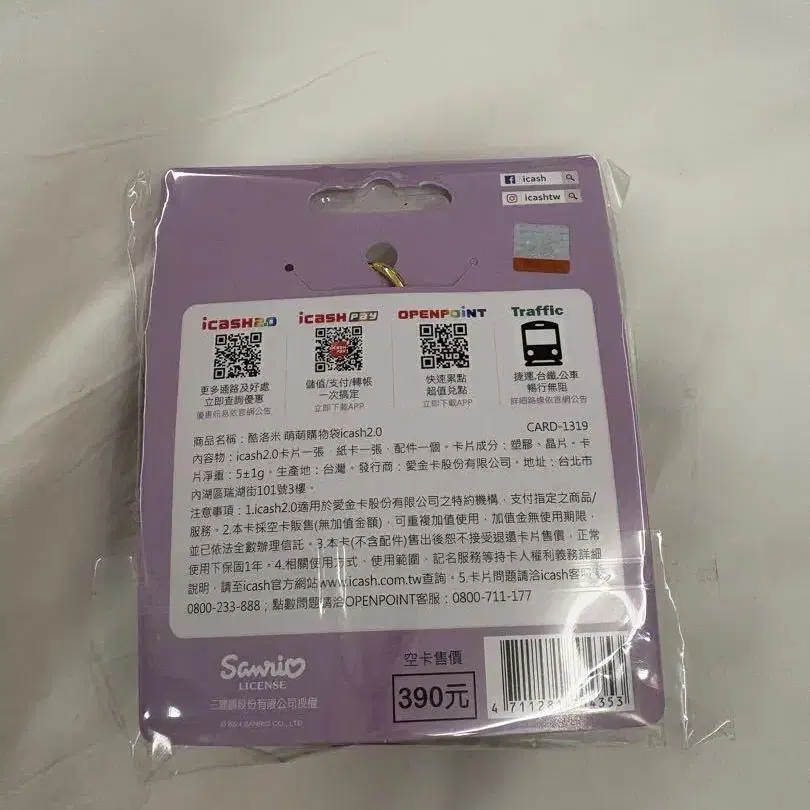 icash
icashtw
icash2.0
更多通路及好處
立即查詢優惠
優惠訊息依官網公告
icash Pay
儲值/支付/轉帳
一次搞定
立即下載APP
OPENPOINT
快速累點
超值兌點
立即下載APP
Traffic
捷運.台鐵.公車
暢行無阻
詳細路線依官網公告
商品名稱：酷洛米 萌萌購物袋icash2.0 CARD-1319
內容物：icash2.0卡片一張、紙卡一張、配件一個。卡片成分：塑膠、晶片。卡
片淨重：5±1g。生產地：台灣。發行商：愛金卡股份有限公司。地址：台北市
內湖區瑞湖街101號3樓。
注意事項：1.icash2.0適用於愛金卡股份有限公司之特約機構，支付指定之商品/
服務。2.本卡採空卡販售(無加值金額)，可重複加值使用，加值金無使用期限，
並已依法全數辦理信託。3.本卡(不含配件)售出後恕不接受退還卡片售價，正常
使用下保固1年。4.相關使用方式、使用範圍、記名服務等持卡人權利義務詳細
說明，請至icash官方網站www.icash.com.tw查詢。5.卡片問題請洽icash客服
0800-233-888；點數問題請洽OPENPOINT客服：0800-711-177
Sanrio
LICENSE
三麗鷗股份有限公司授權
空卡售價
390元
4 711281 4353